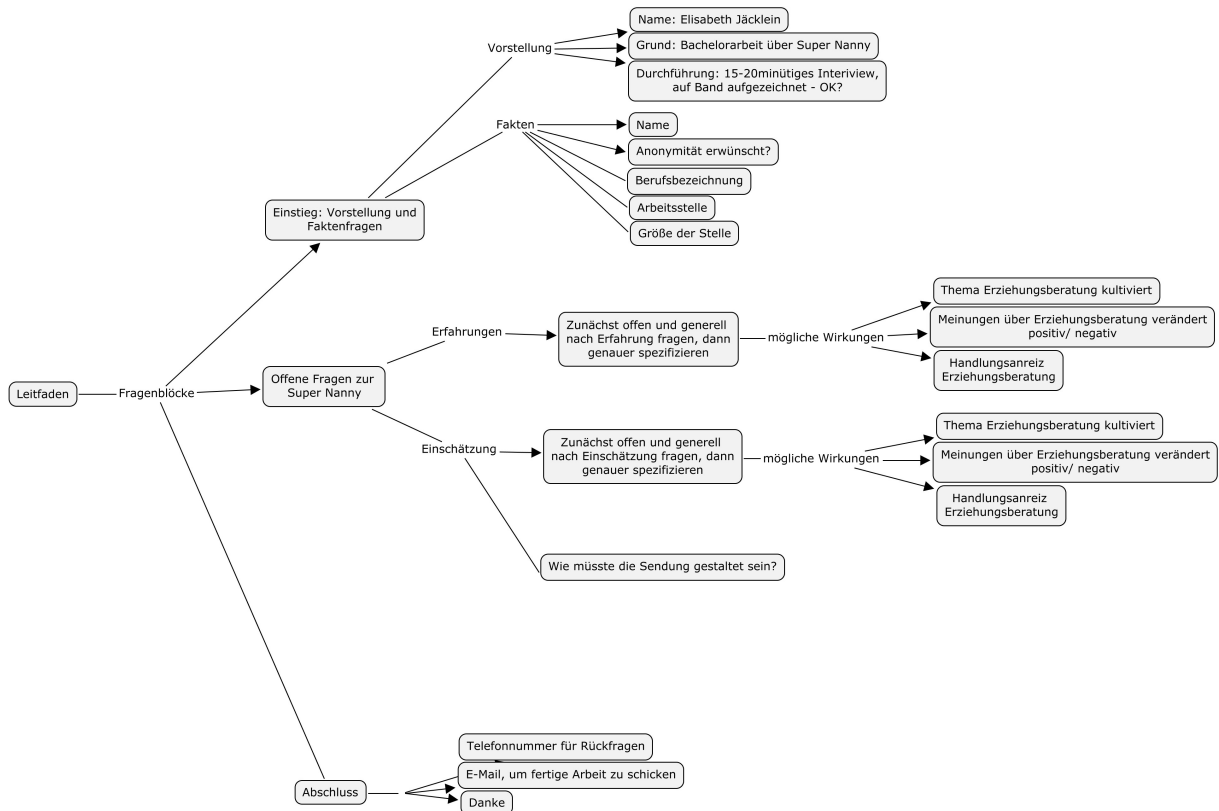 Leitfaden
Fragenblöcke
Einstieg: Vorstellung und
Faktenfragen
Vorstellung
Name: Elisabeth Jäcklein
Grund: Bachelorarbeit über Super Nanny
Durchführung: 15-20minütiges Interiview,
auf Band aufgezeichnet - OK?
Fakten
Name
Anonymität erwünscht?
Berufsbezeichnung
Arbeitsstelle
Größe der Stelle
Offene Fragen zur
Super Nanny
Erfahrungen
Zunächst offen und generell
nach Erfahrung fragen, dann
genauer spezifizieren
mögliche Wirkungen
Thema Erziehungsberatung kultiviert
Meinungen über Erziehungsberatung verändert
positiv/ negativ
Handlungsanreiz
Erziehungsberatung
Einschätzung
Zunächst offen und generell
nach Einschätzung fragen, dann
genauer spezifizieren
mögliche Wirkungen
Thema Erziehungsberatung kultiviert
Meinungen über Erziehungsberatung verändert
positiv/ negativ
Handlungsanreiz
Erziehungsberatung
Wie müsste die Sendung gestaltet sein?
Abschluss
Telefonnummer für Rückfragen
E-Mail, um fertige Arbeit zu schicken
Danke